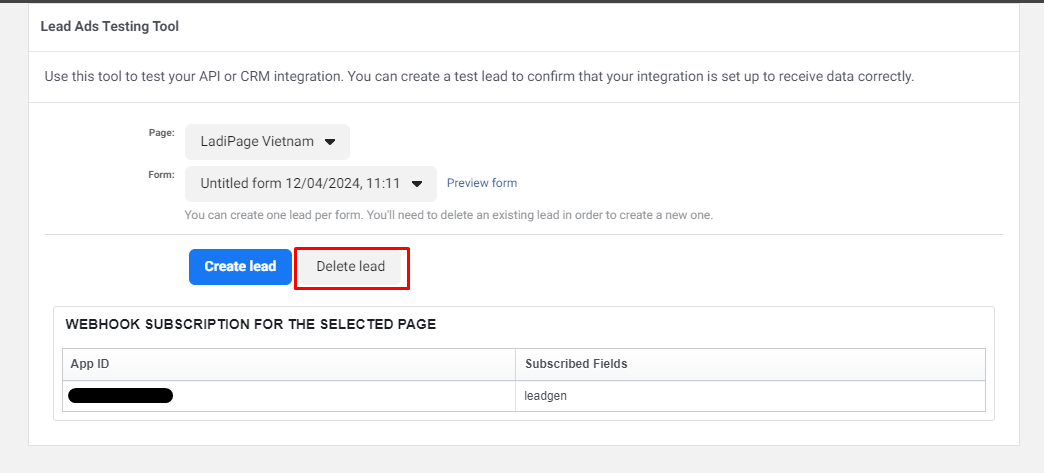 Lead Ads Testing Tool
Use this tool to test your API or CRM integration. You can create a test lead to confirm that your integration is set up to receive data correctly.
Page:
LadiPage Vietnam
Form:
Untitled form 12/04/2024, 11:11
Preview form
You can create one lead per form. You'll need to delete an existing lead in order to create a new one.
Create lead
Delete lead
WEBHOOK SUBSCRIPTION FOR THE SELECTED PAGE
App ID
Subscribed Fields
leadgen